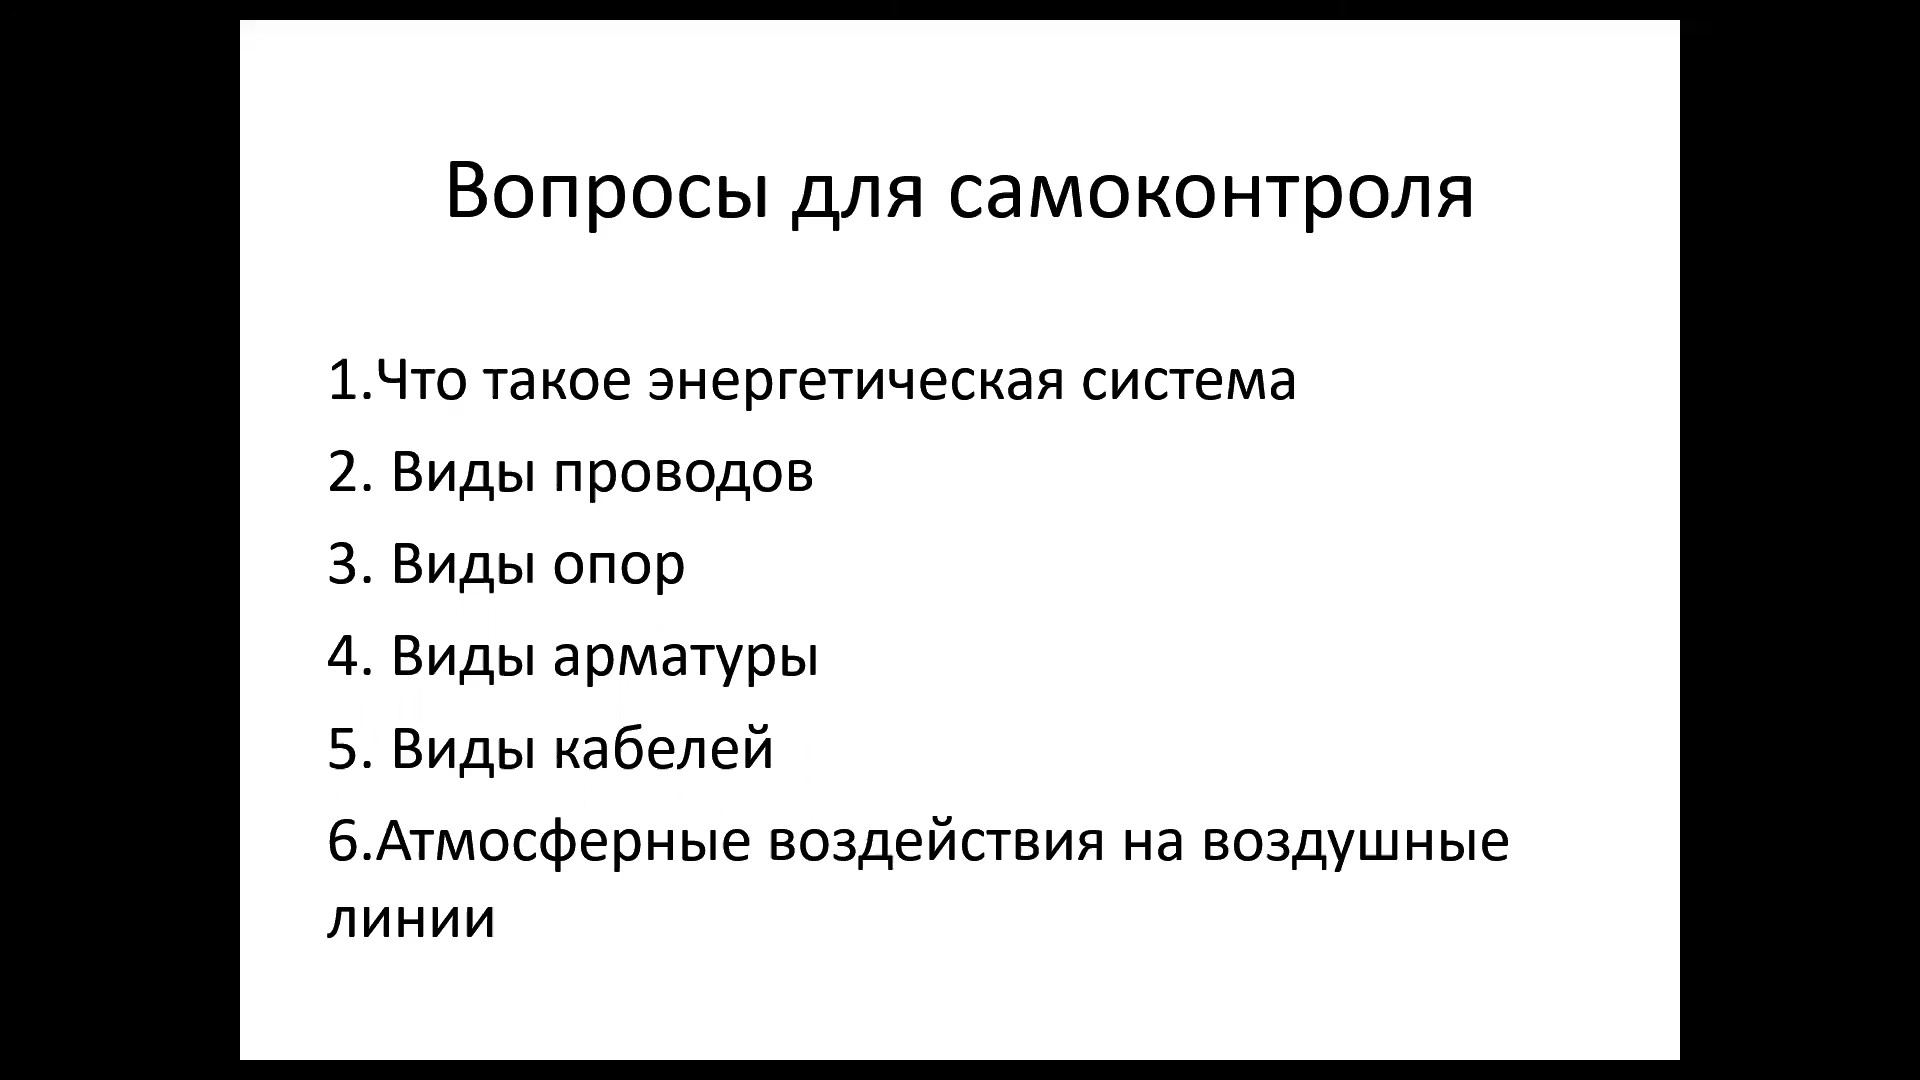 Вопросы для самоконтроля
1.Что такое энергетическая система
2. Виды проводов
3. Виды опор
4. Виды арматуры
5. Виды кабелей
6.Атмосферные воздействия на воздушные
линии